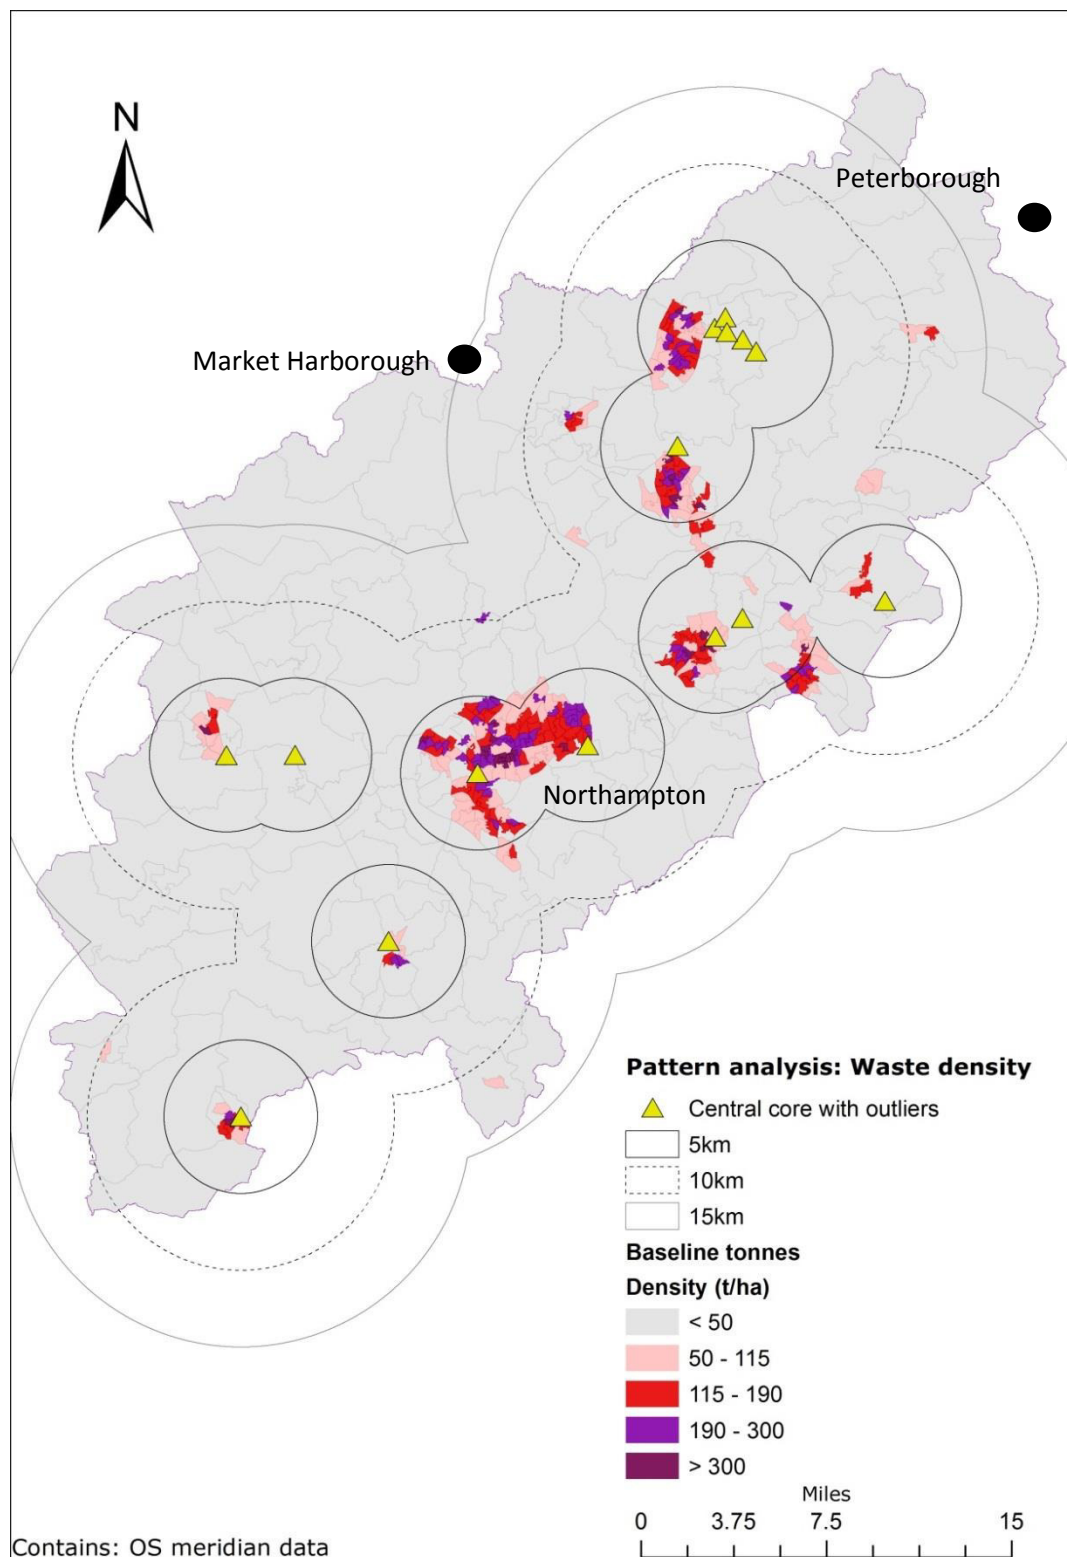 N
Peterborough
Market Harborough
Northampton
Pattern analysis: Waste density
Central core with outliers
5km
10km
15km
Baseline tonnes
Density (t/ha)
< 50
50 - 115
115 - 190
190 - 300
> 300
Miles
0 3.75 7.5 15
Contains: OS meridian data